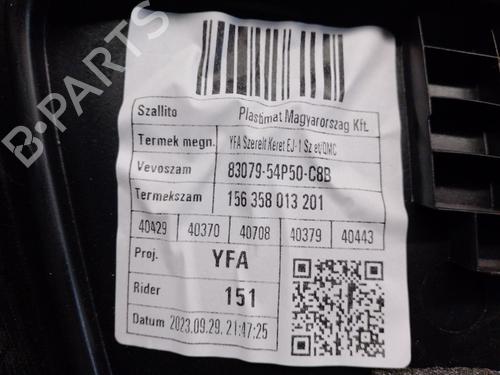 Szallito Plastimat Magyarorszag Kft.
Termek megn. YFA Szerelt Keret EJ-1 Sz et/DMC
Vevoszam 83079-54P50-C8B
Termekszam 156 358 013 201
40429 40370 40708 40379 40443
Proj. YFA
Rider 151
Datum 2023.09.29. 21:47:25
B-PARTS